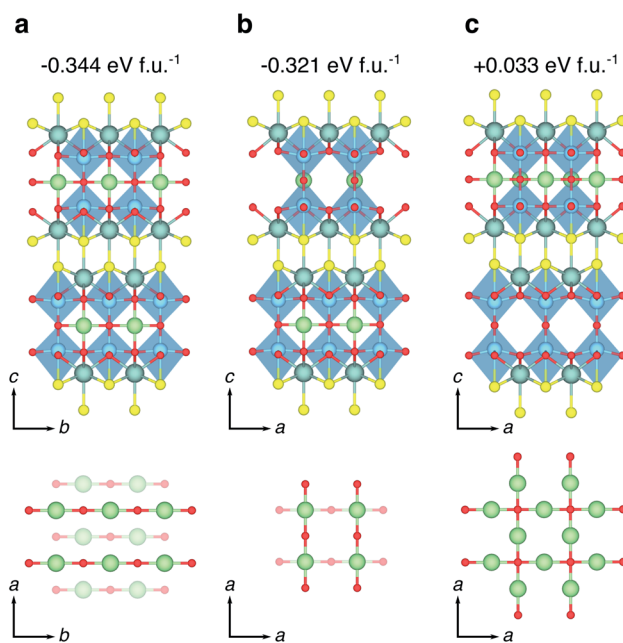 a b c
-0.344 eV f.u.⁻¹ -0.321 eV f.u.⁻¹ +0.033 eV f.u.⁻¹
c c c
b a a
a a a
b a a